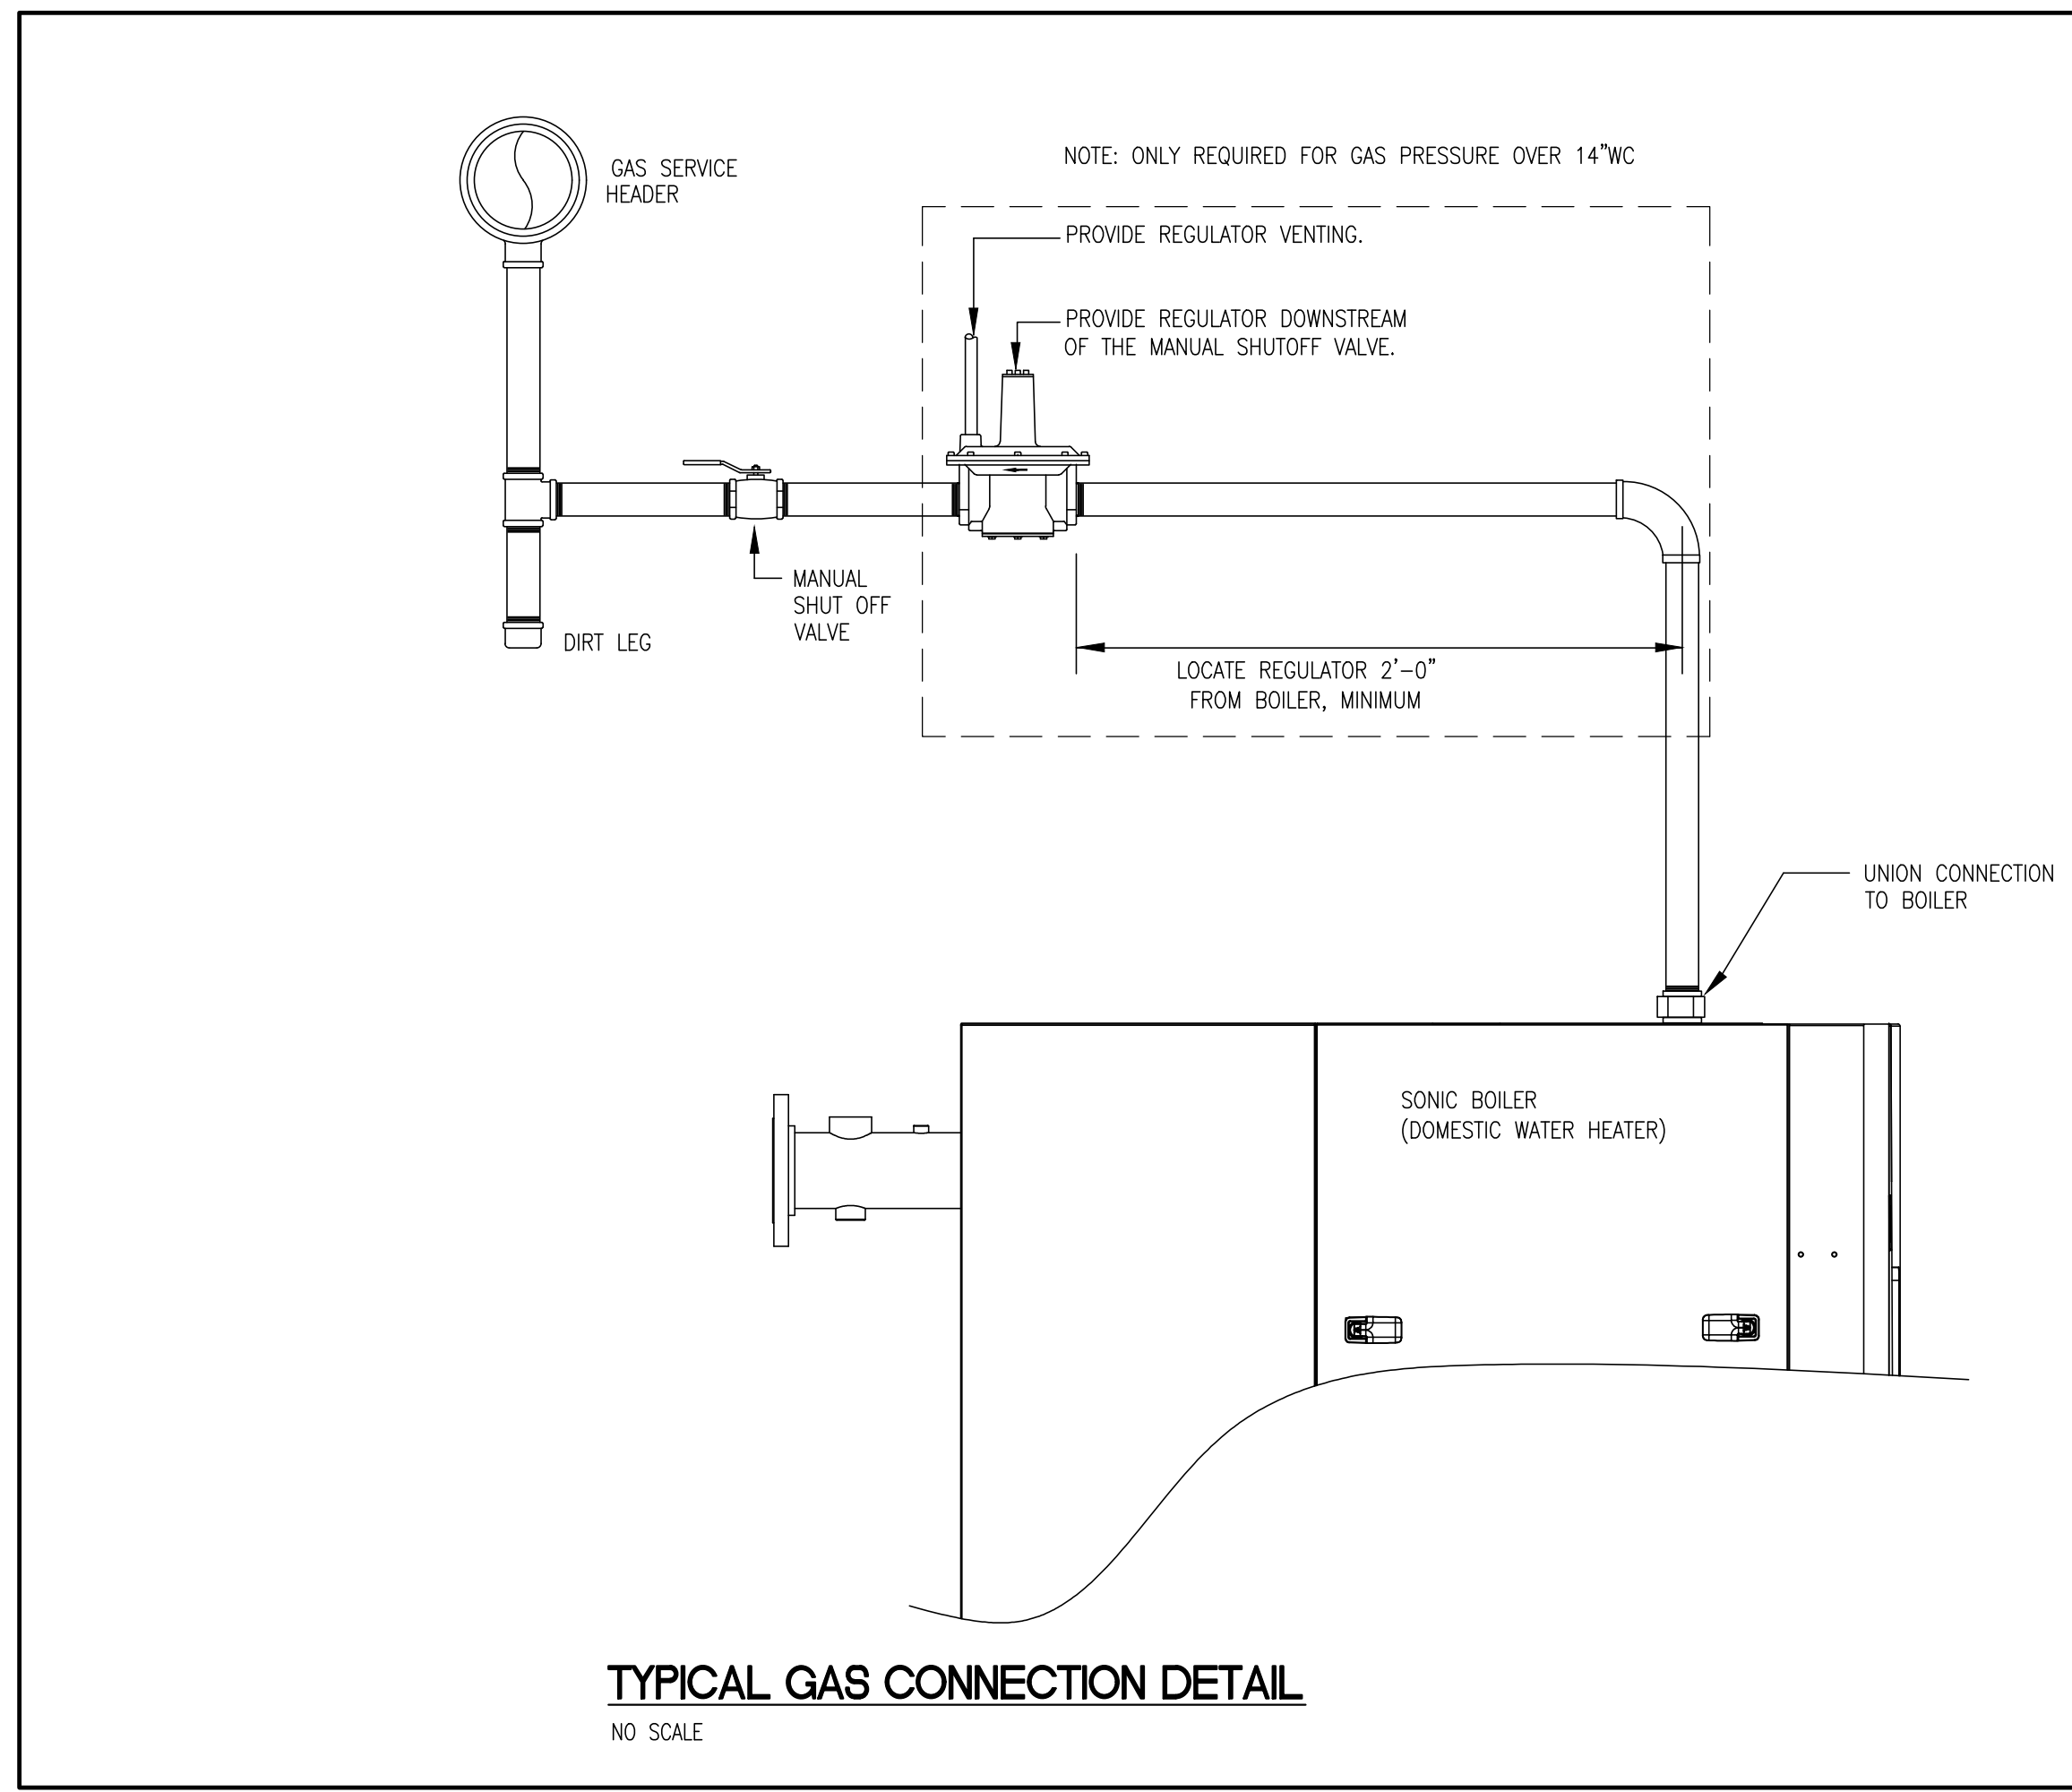 GAS SERVICE
HEADER
NOTE: ONLY REQUIRED FOR GAS PRESSURE OVER 14"WC
PROVIDE REGULATOR VENTING.
PROVIDE REGULATOR DOWNSTREAM
OF THE MANUAL SHUTOFF VALVE.
MANUAL
SHUT OFF
VALVE
DIRT LEG
LOCATE REGULATOR 2'-0"
FROM BOILER, MINIMUM
UNION CONNECTION
TO BOILER
SONIC BOILER
(DOMESTIC WATER HEATER)
TYPICAL GAS CONNECTION DETAIL
NO SCALE